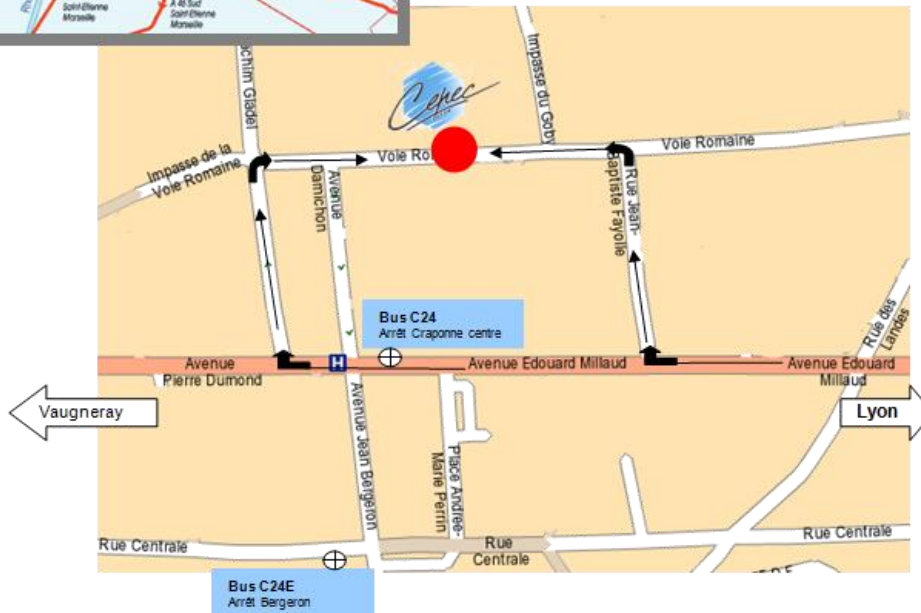 Saint-Etienne
Marseille
A 46 Sud
Saint-Etienne
Marseille
Cepec
Impasse du Goby
Impasse de la
Voie Romaine
Voie
Voie Romaine
Avenue
Damichon
Rue Jean-
Baptiste Fayolle
Rue des
Landes
Bus C24
Arrêt Craponne centre
H
Avenue
Pierre Dumond
Avenue Edouard Millaud
Avenue Edouard
Millaud
Vaugneray
Lyon
Avenue Jean Bergeron
Place Andree-
Marie Perrin
Rue Centrale
Rue
Centrale
Rue Centrale
Bus C24E
Arrêt Bergeron